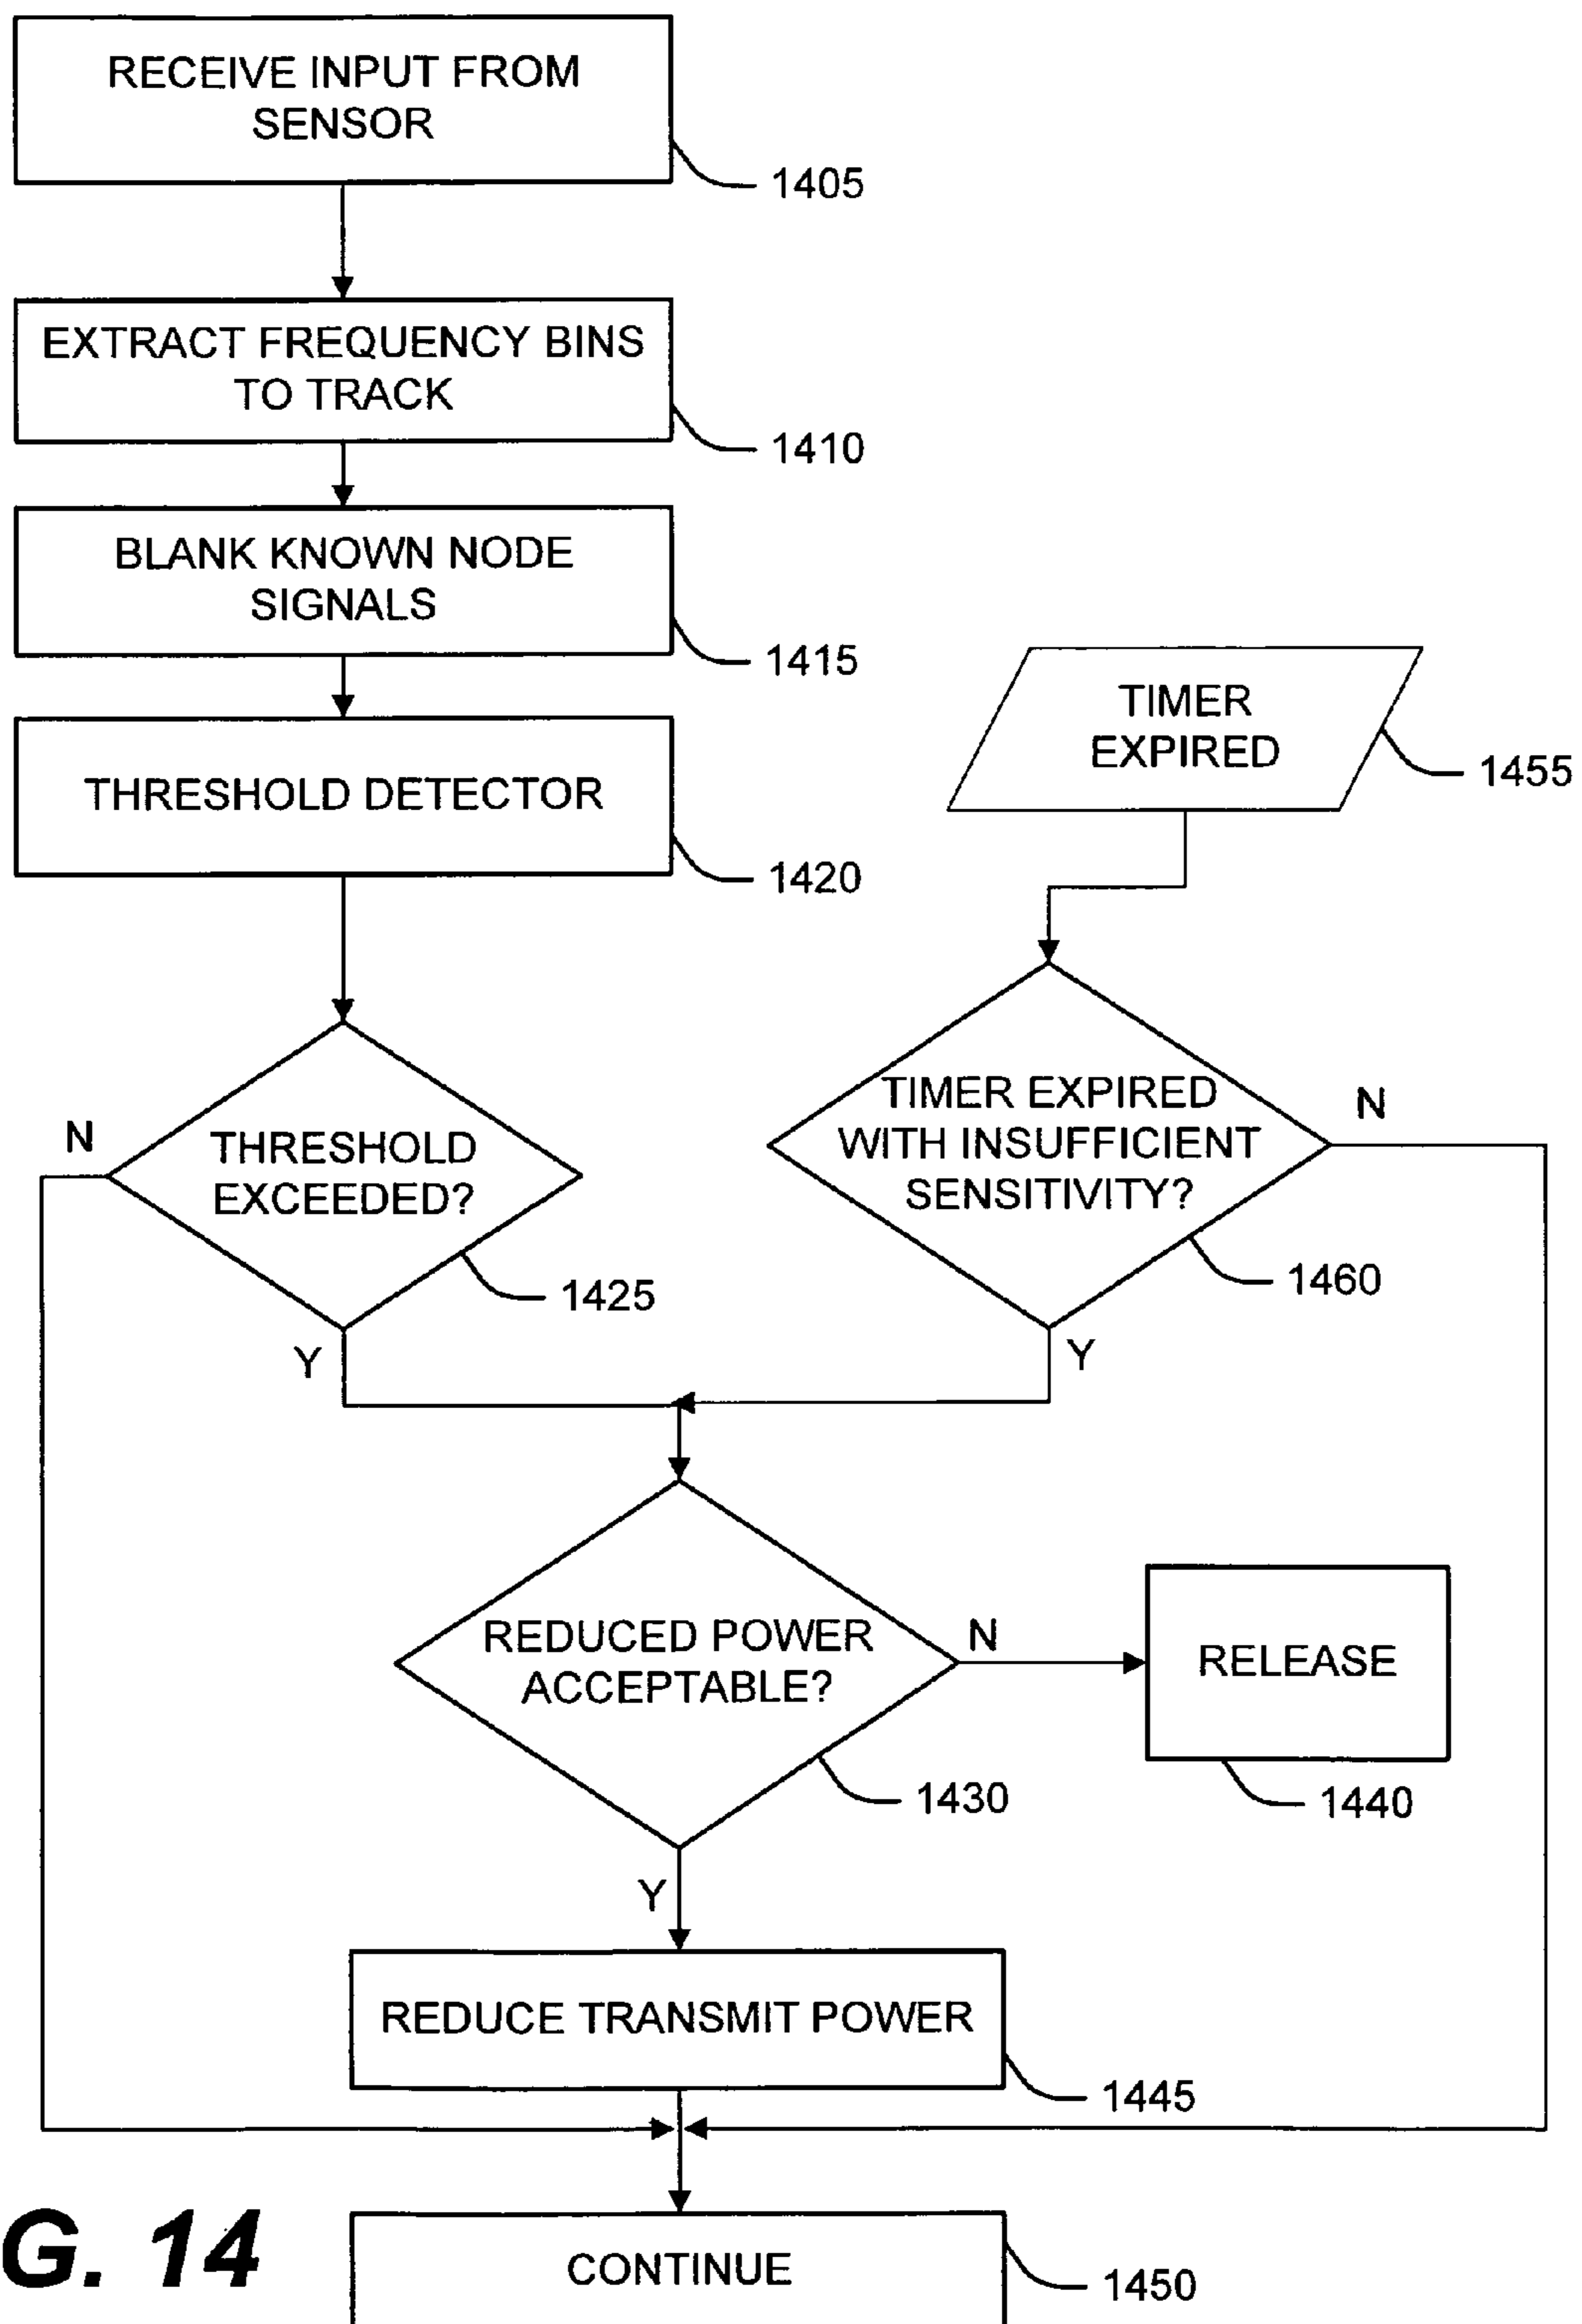 RECEIVE INPUT FROM
SENSOR
1405
EXTRACT FREQUENCY BINS
TO TRACK
1410
BLANK KNOWN NODE
SIGNALS
1415
THRESHOLD DETECTOR
1420
TIMER
EXPIRED
1455
THRESHOLD
EXCEEDED?
N
1425
Y
TIMER EXPIRED
WITH INSUFFICIENT
SENSITIVITY?
N
1460
Y
REDUCED POWER
ACCEPTABLE?
N
1430
Y
RELEASE
1440
REDUCE TRANSMIT POWER
1445
CONTINUE
1450
G. 14